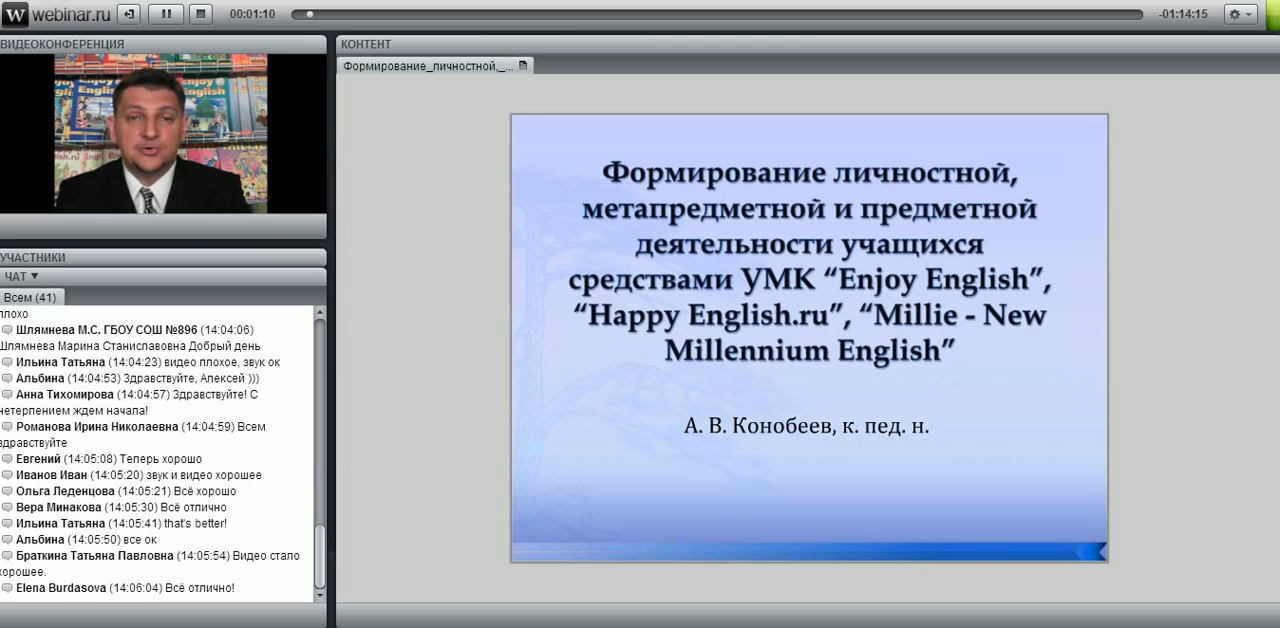 W webinar.ru 00:01:10 -01:14:15
ВИДЕОКОНФЕРЕНЦИЯ
Enjoy English
Enjoy English
УЧАСТНИКИ
ЧАТ
Всем (41)
плохо
Шлямнева М.С. ГБОУ СОШ №896 (14:04:06)
Шлямнева Марина Станиславовна Добрый день
Ильина Татьяна (14:04:23) видео плохое, звук ок
Альбина (14:04:53) Здравствуйте, Алексей )))
Анна Тихомирова (14:04:57) Здравствуйте! С
нетерпением ждем начала!
Романова Ирина Николаевна (14:04:59) Всем
здравствуйте
Евгений (14:05:08) Теперь хорошо
Иванов Иван (14:05:20) звук и видео хорошее
Ольга Леденцова (14:05:21) Всё хорошо
Вера Минакова (14:05:30) Всё отлично
Ильина Татьяна (14:05:41) that's better!
Альбина (14:05:50) все ок
Браткина Татьяна Павловна (14:05:54) Видео стало
хорошее.
Elena Burdasova (14:06:04) Всё отлично!
КОНТЕНТ
Формирование_личностной,_...
Формирование личностной,
метапредметной и предметной
деятельности учащихся
средствами УМК “Enjoy English”,
“Happy English.ru”, “Millie - New
Millennium English”
А. В. Конобеев, к. пед. н.